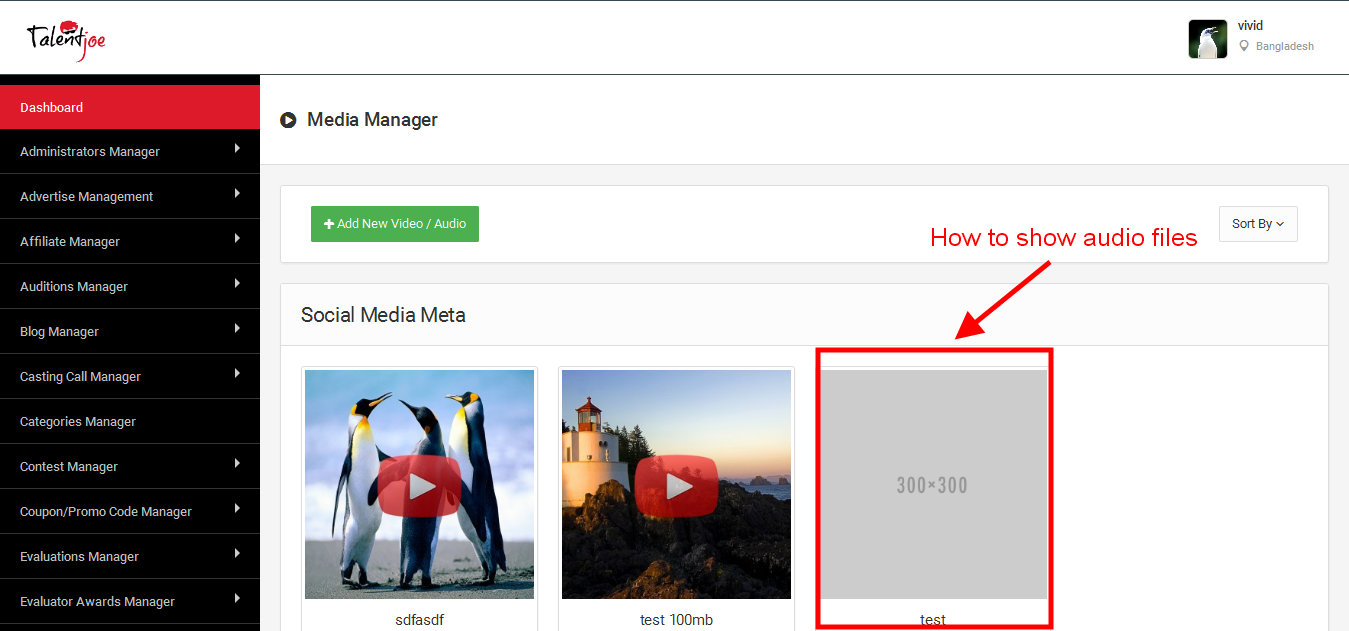 Talentjoe
vivid
Bangladesh
Dashboard
Administrators Manager
Advertise Management
Affiliate Manager
Auditions Manager
Blog Manager
Casting Call Manager
Categories Manager
Contest Manager
Coupon/Promo Code Manager
Evaluations Manager
Evaluator Awards Manager
Media Manager
Add New Video / Audio
Sort By
How to show audio files
Social Media Meta
300×300
sdfasdf
test 100mb
test